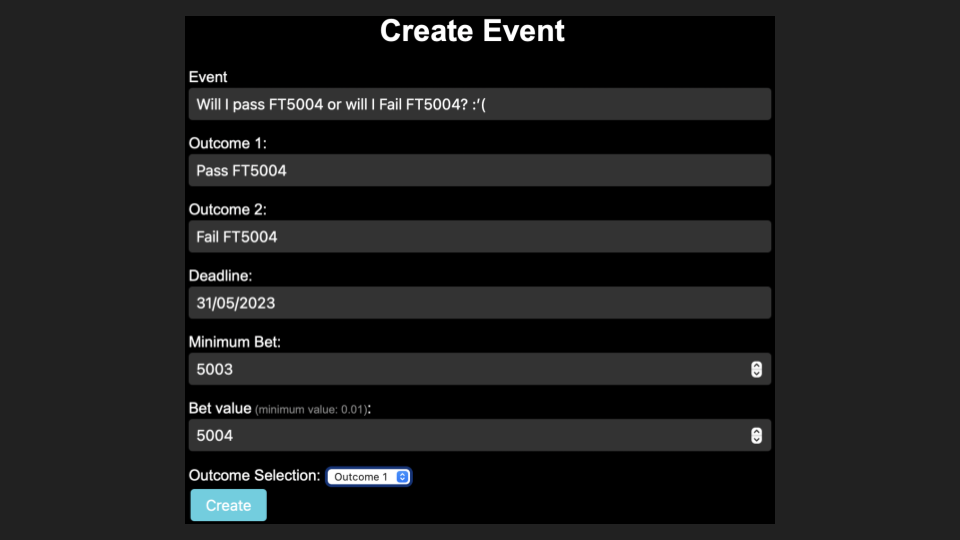 Create Event
Event
Will I pass FT5004 or will I Fail FT5004? :'(
Outcome 1:
Pass FT5004
Outcome 2:
Fail FT5004
Deadline:
31/05/2023
Minimum Bet:
5003
Bet value (minimum value: 0.01):
5004
Outcome Selection: Outcome 1
Create